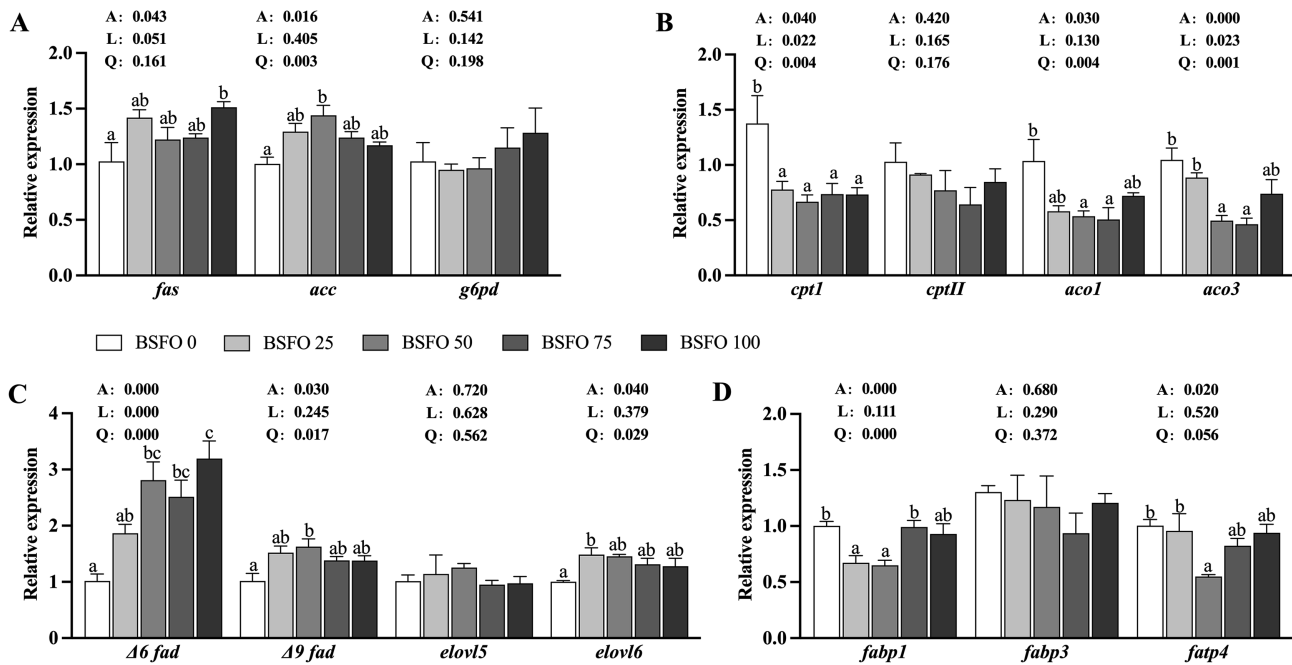 A
A: 0.043 A: 0.016 A: 0.541
L: 0.051 L: 0.405 L: 0.142
Q: 0.161 Q: 0.003 Q: 0.198
Relative expression
2.0
1.5
1.0
0.5
0.0
a ab ab ab b
a ab b ab ab
fas acc g6pd
B
A: 0.040 A: 0.420 A: 0.030 A: 0.000
L: 0.022 L: 0.165 L: 0.130 L: 0.023
Q: 0.004 Q: 0.176 Q: 0.004 Q: 0.001
Relative expression
2.0
1.5
1.0
0.5
0.0
b a a a a
b ab a a ab
b b a a ab
cpt1 cptII aco1 aco3
BSFO 0 BSFO 25 BSFO 50 BSFO 75 BSFO 100
C
A: 0.000 A: 0.030 A: 0.720 A: 0.040
L: 0.000 L: 0.245 L: 0.628 L: 0.379
Q: 0.000 Q: 0.017 Q: 0.562 Q: 0.029
Relative expression
4
3
2
1
0
a ab bc bc c
a ab b ab ab
a b ab ab ab
Δ6 fad Δ9 fad elovl5 elovl6
D
A: 0.000 A: 0.680 A: 0.020
L: 0.111 L: 0.290 L: 0.520
Q: 0.000 Q: 0.372 Q: 0.056
Relative expression
2.0
1.5
1.0
0.5
0.0
b a a b ab
b b a ab ab
fabp1 fabp3 fatp4